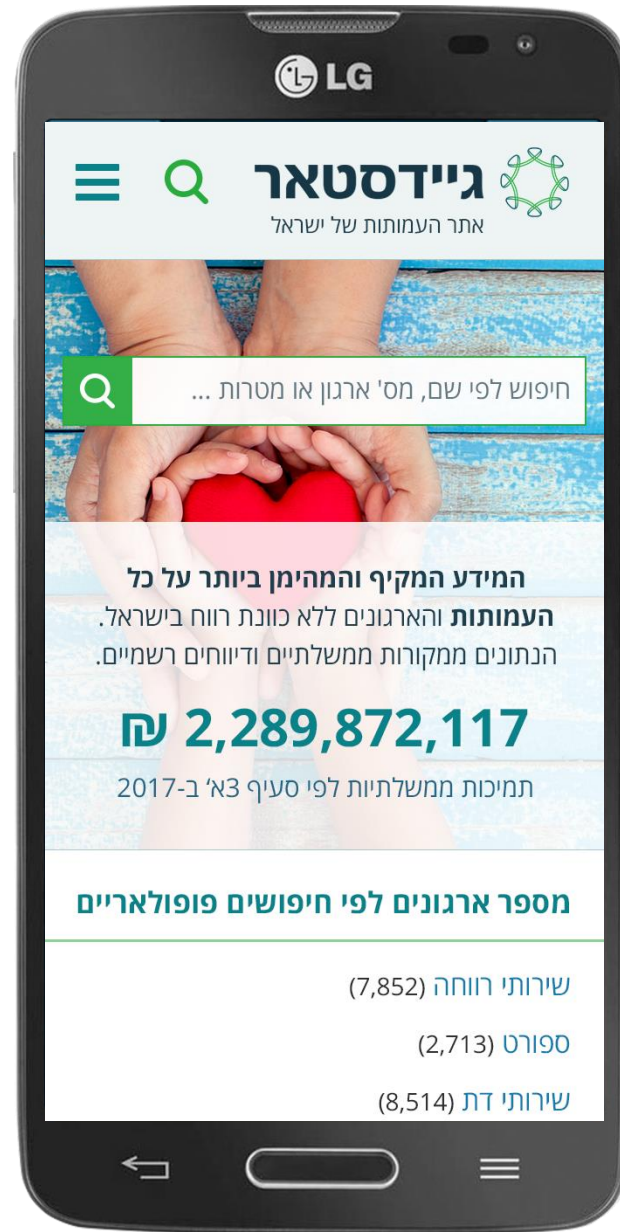 LG
גיידסטאר
אתר העמותות של ישראל
חיפוש לפי שם, מס' ארגון או מטרות ...
המידע המקיף והמהימן ביותר על כל
העמותות והארגונים ללא כוונת רווח בישראל.
הנתונים ממקורות ממשלתיים ודיווחים רשמיים.
2,289,872,117 ₪
תמיכות ממשלתיות לפי סעיף 3א' ב-2017
מספר ארגונים לפי חיפושים פופולאריים
שירותי רווחה (7,852)
ספורט (2,713)
שירותי דת (8,514)